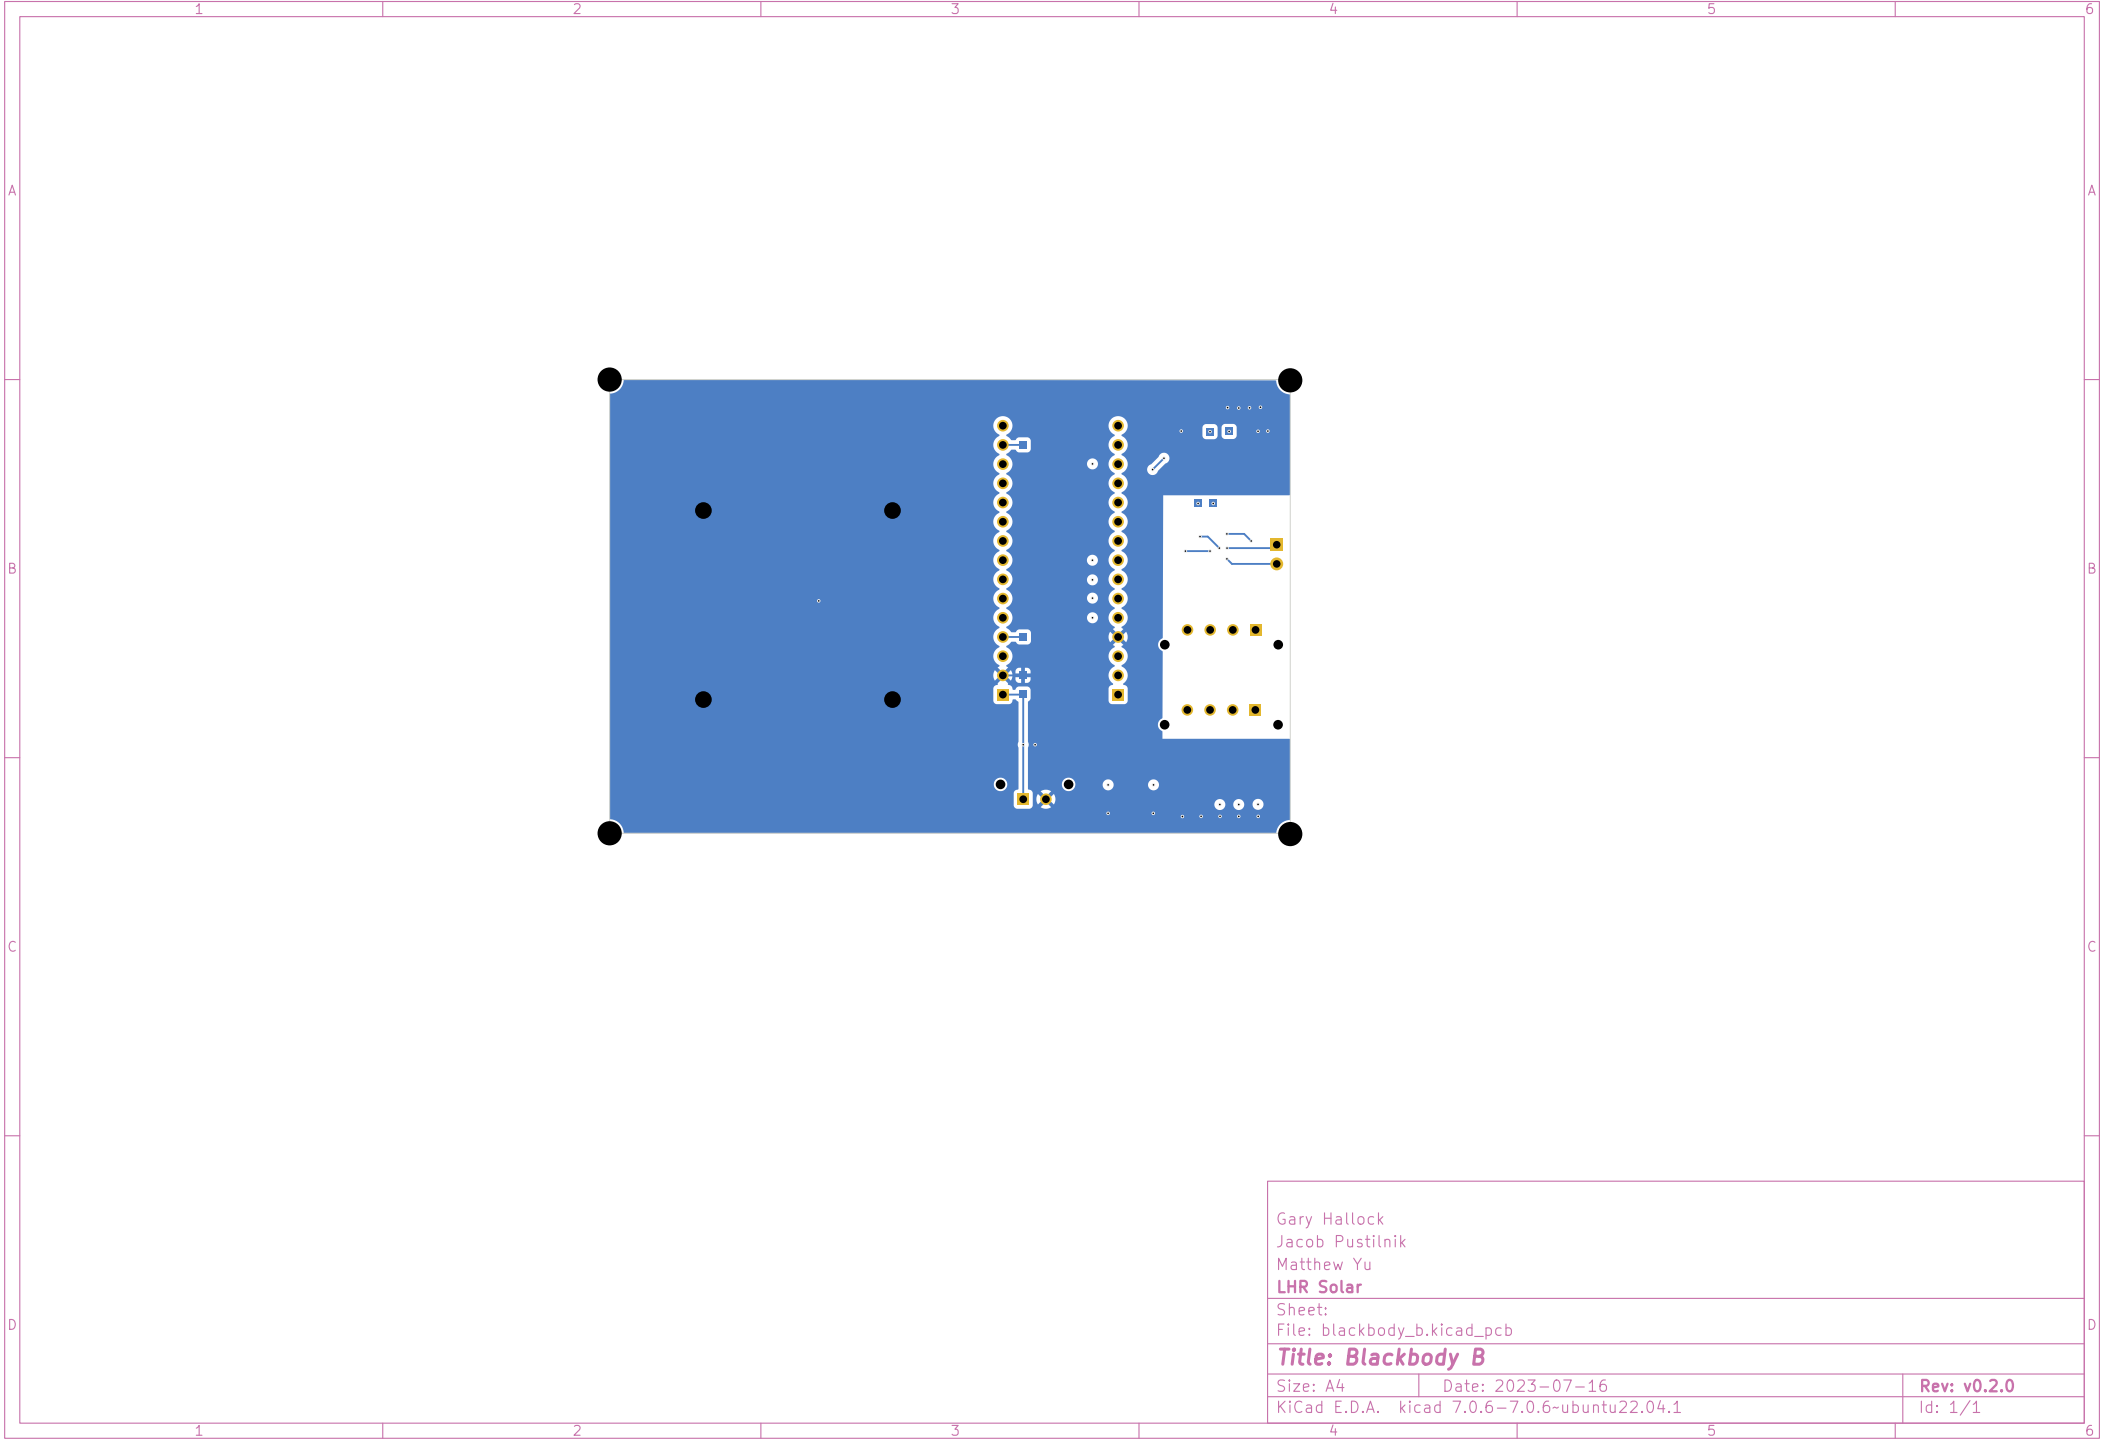 1 2 3 4 5 6
A A
B B
C C
Gary Hallock
Jacob Pustilnik
Matthew Yu
LHR Solar
Sheet:
File: blackbody_b.kicad_pcb
D D
Title: Blackbody B
Size: A4 Date: 2023-07-16 Rev: v0.2.0
KiCad E.D.A. kicad 7.0.6-7.0.6~ubuntu22.04.1 Id: 1/1
1 2 3 4 5 6